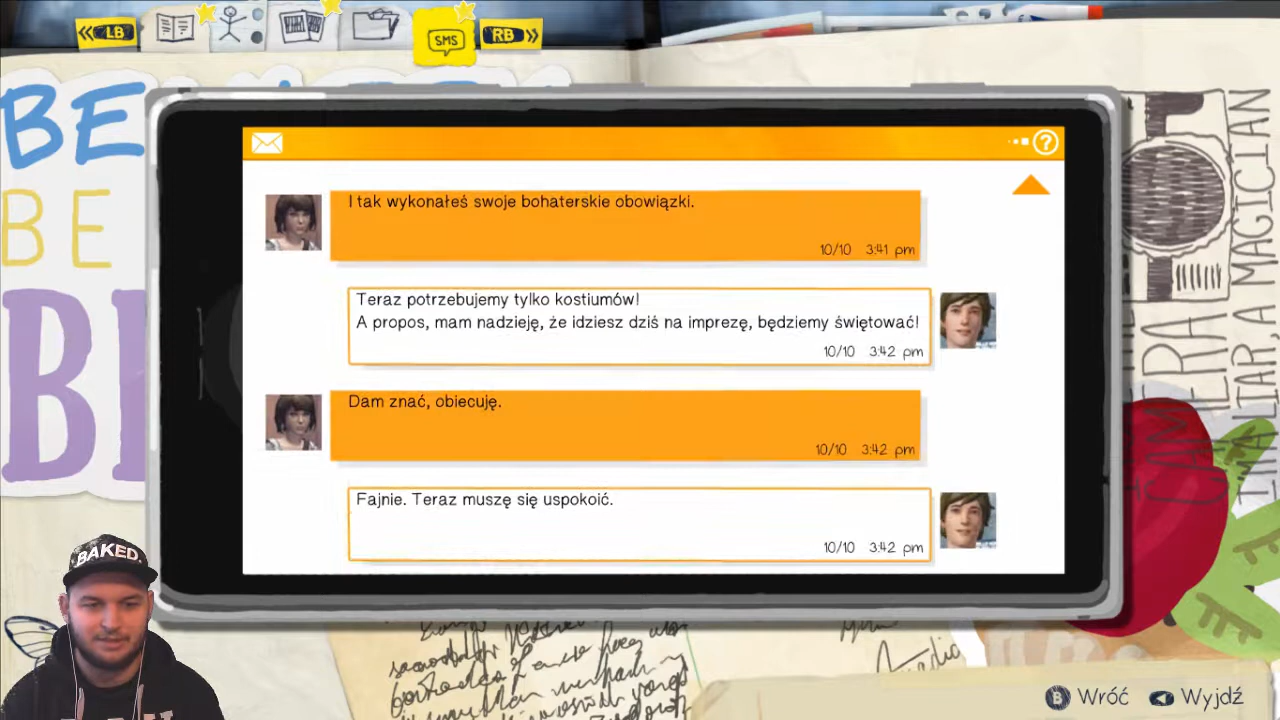 LB
SMS
RB
BE
BE
I tak wykonałeś swoje bohaterskie obowiązki.
10/10 3:41 pm
Teraz potrzebujemy tylko kostiumów!
A propos, mam nadzieję, że idziesz dziś na imprezę, będziemy świętować!
10/10 3:42 pm
Dam znać, obiecuję.
10/10 3:42 pm
Fajnie. Teraz muszę się uspokoić.
10/10 3:42 pm
CAMERA
MAGICIAN
BAKED
B Wróć
Wyjdź